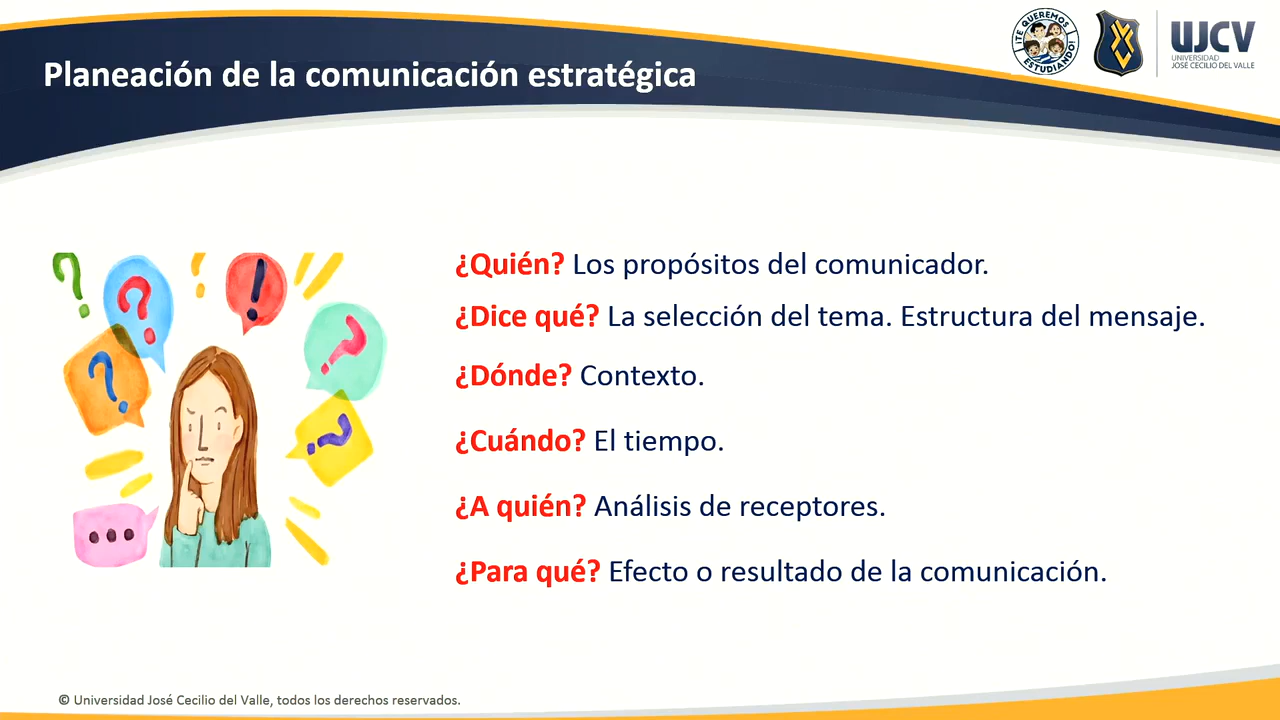 ¡TE QUEREMOS
ESTUDIANDO!
UJCV
UNIVERSIDAD
JOSÉ CECILIO DEL VALLE
Planeación de la comunicación estratégica
¿Quién? Los propósitos del comunicador.
¿Dice qué? La selección del tema. Estructura del mensaje.
¿Dónde? Contexto.
¿Cuándo? El tiempo.
¿A quién? Análisis de receptores.
¿Para qué? Efecto o resultado de la comunicación.
© Universidad José Cecilio del Valle, todos los derechos reservados.